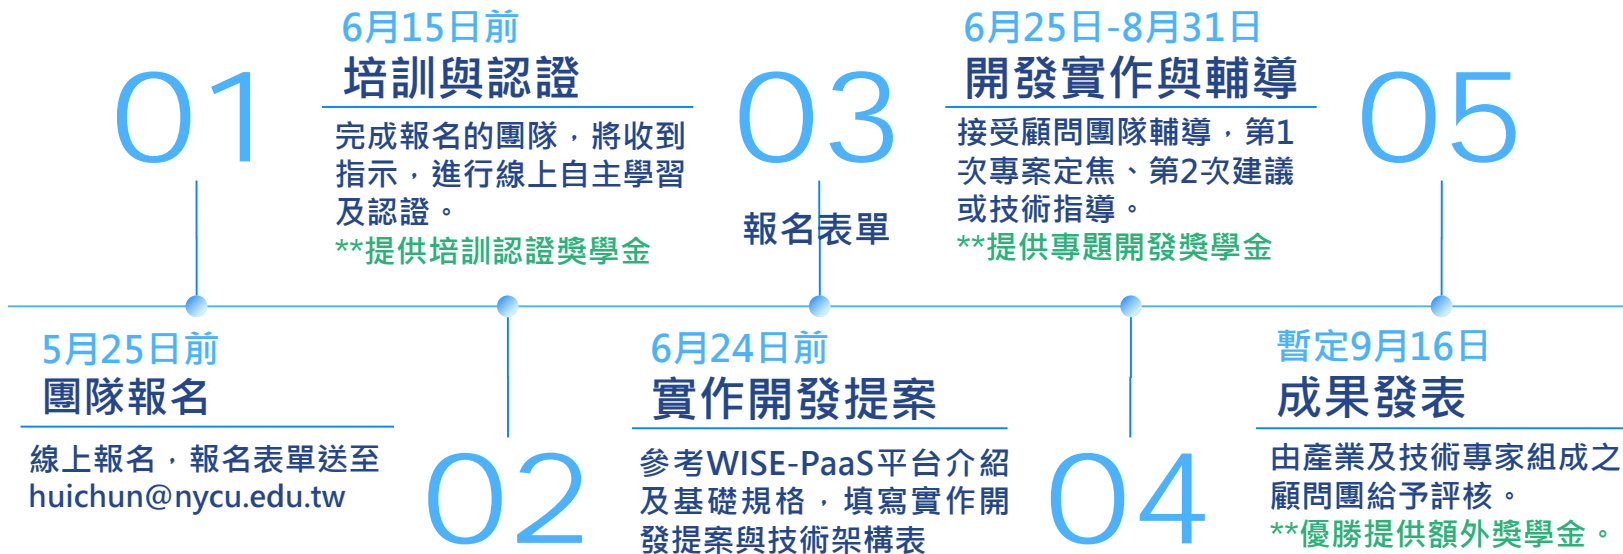 01
5月25日前
團隊報名
線上報名，報名表單送至
huichun@nycu.edu.tw
6月15日前
培訓與認證
完成報名的團隊，將收到
指示，進行線上自主學習
及認證。
**提供培訓認證獎學金
02
03
報名表單
6月24日前
實作開發提案
參考WISE-PaaS平台介紹
及基礎規格，填寫實作開
發提案與技術架構表
6月25日-8月31日
開發實作與輔導
接受顧問團隊輔導，第1
次專案定焦、第2次建議
或技術指導。
**提供專題開發獎學金
04
05
暫定9月16日
成果發表
由產業及技術專家組成之
顧問團給予評核。
**優勝提供額外獎學金。